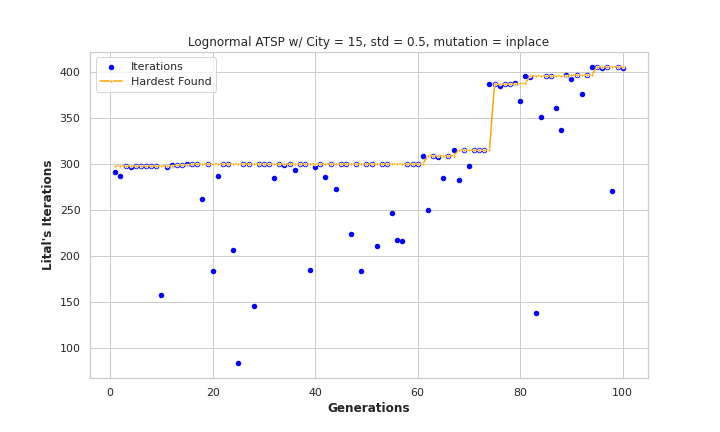 Lognormal ATSP w/ City = 15, std = 0.5, mutation = inplace
Iterations
Hardest Found
Lital's Iterations
400
350
300
250
200
150
100
0 20 40 60 80 100
Generations